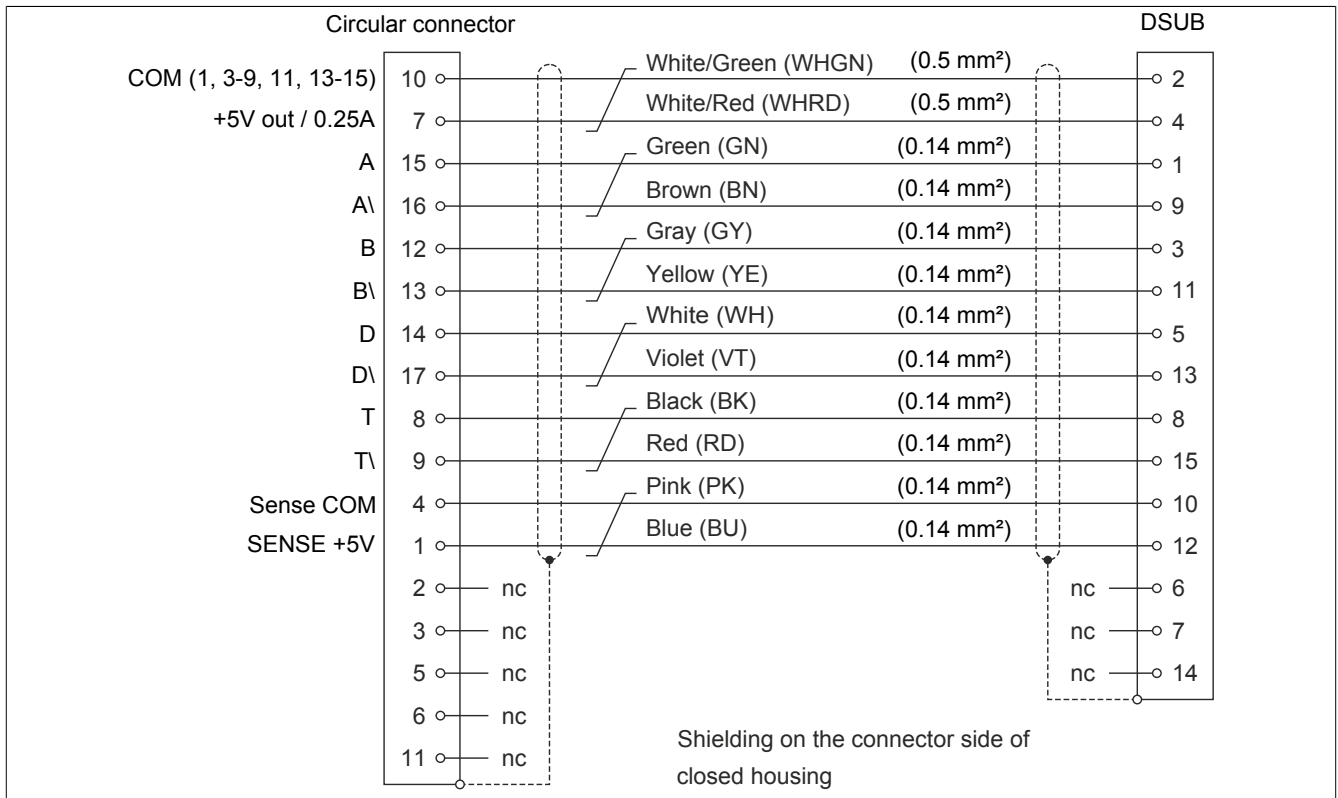 Circular connector DSUB
COM (1, 3-9, 11, 13-15) 10 White/Green (WHGN) (0.5 mm²) 2
+5V out / 0.25A 7 White/Red (WHRD) (0.5 mm²) 4
A 15 Green (GN) (0.14 mm²) 1
A\ 16 Brown (BN) (0.14 mm²) 9
B 12 Gray (GY) (0.14 mm²) 3
B\ 13 Yellow (YE) (0.14 mm²) 11
D 14 White (WH) (0.14 mm²) 5
D\ 17 Violet (VT) (0.14 mm²) 13
T 8 Black (BK) (0.14 mm²) 8
T\ 9 Red (RD) (0.14 mm²) 15
Sense COM 4 Pink (PK) (0.14 mm²) 10
SENSE +5V 1 Blue (BU) (0.14 mm²) 12
2 nc nc 6
3 nc nc 7
5 nc nc 14
6 nc
Shielding on the connector side of
11 nc
closed housing